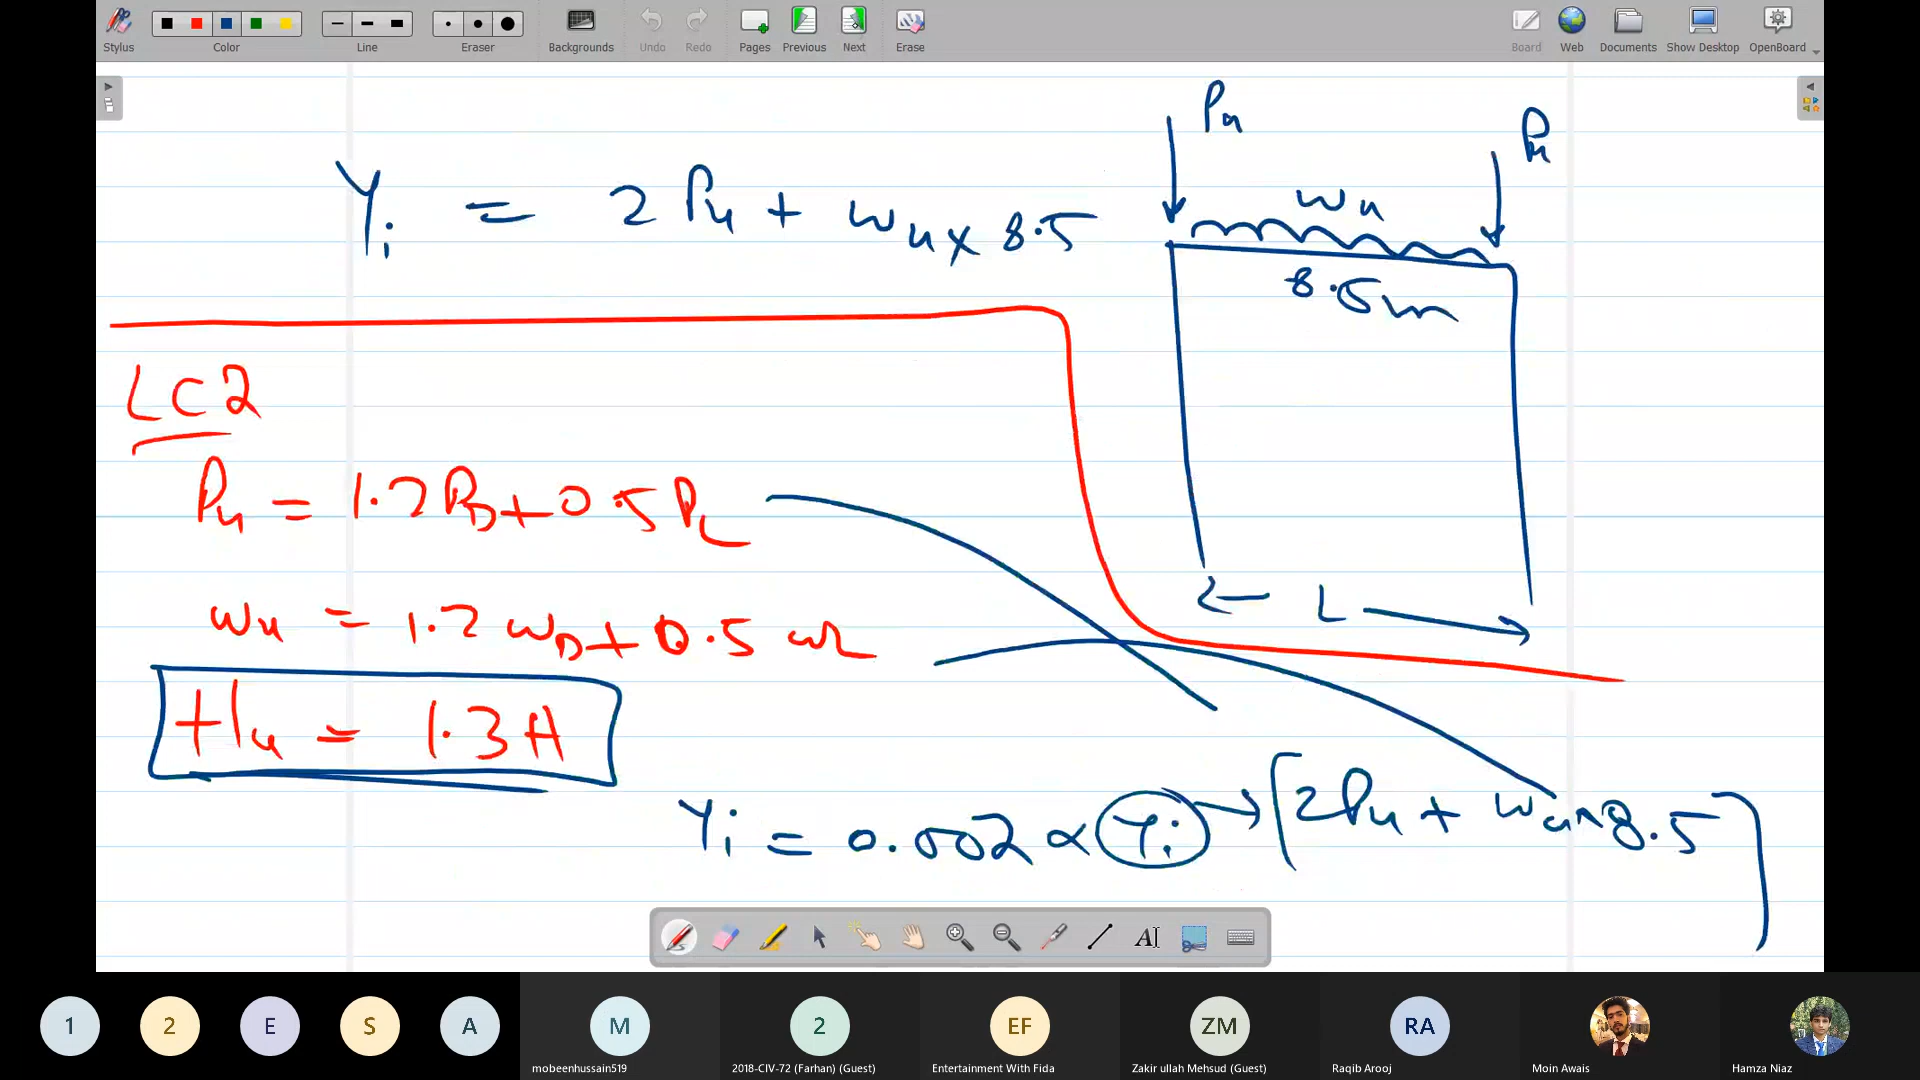 Stylus
Color
Line
Eraser
Backgrounds
Undo
Redo
Pages
Previous
Next
Erase
Board
Web
Documents
Show Desktop
OpenBoard
Pu
Pu
Yi = 2Pu + wu x 8.5
wu
8.5m
LC2
Pu = 1.2PD + 0.5PL
L
wu = 1.2wD + 0.5wL
Hu = 1.3H
Yi = 0.002 α Yi → [2Pu + wu x 8.5]
1
2
E
S
A
M
2
EF
ZM
RA
mobeenhussain519
2018-CIV-72 (Farhan) (Guest)
Entertainment With Fida
Zakir ullah Mehsud (Guest)
Raqib Arooj
Moin Awais
Hamza Niaz